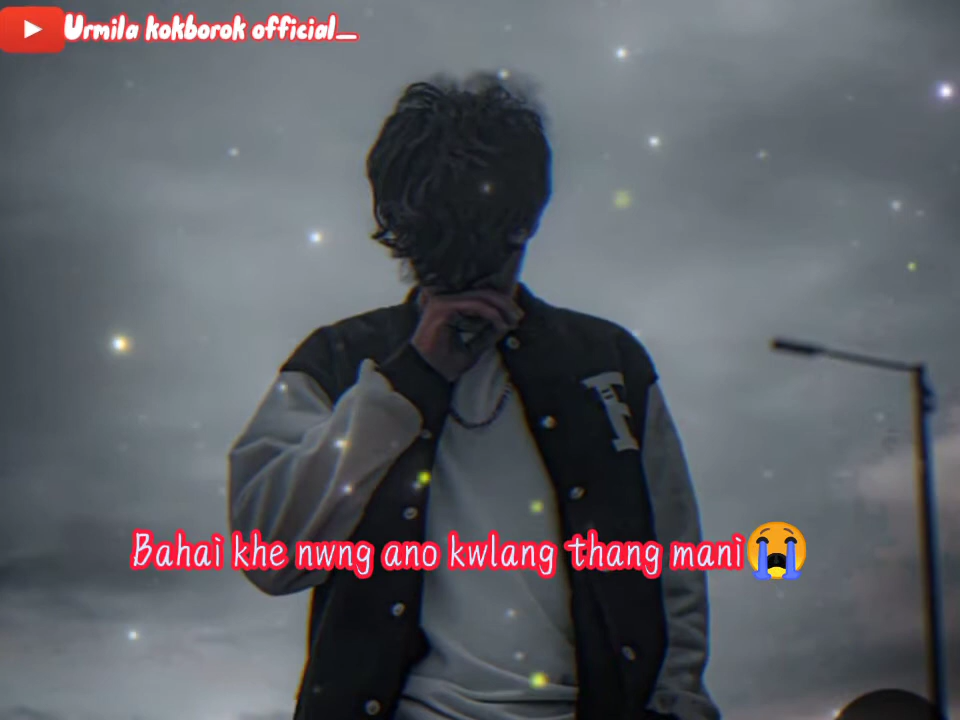 Urmila kokborok official_
Bahai khe nwng ano kwlang thang mani😭
F